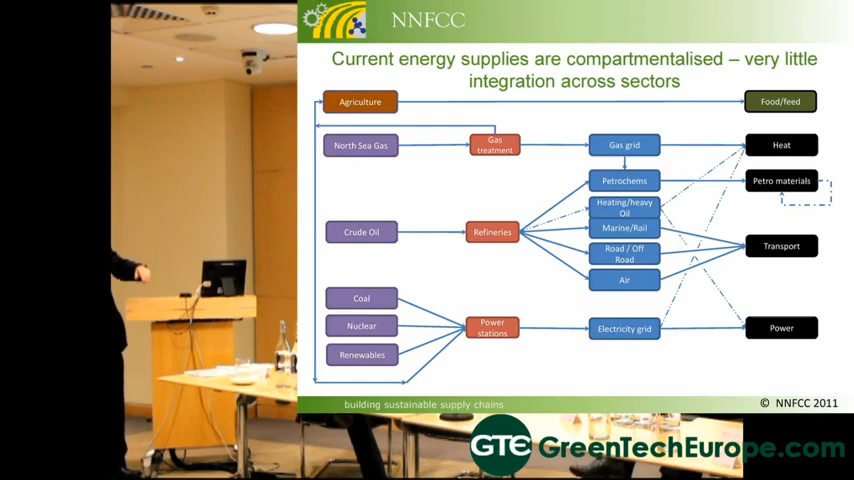 NNFCC
Current energy supplies are compartmentalised – very little
integration across sectors
Agriculture
Food/feed
North Sea Gas
Gas
treatment
Gas grid
Heat
Petrochems
Petro materials
Heating/heavy
Oil
Crude Oil
Refineries
Marine/Rail
Road / Off
Road
Transport
Air
Coal
Nuclear
Power
stations
Electricity grid
Power
Renewables
building sustainable supply chains
© NNFCC 2011
GTE GreenTechEurope.com